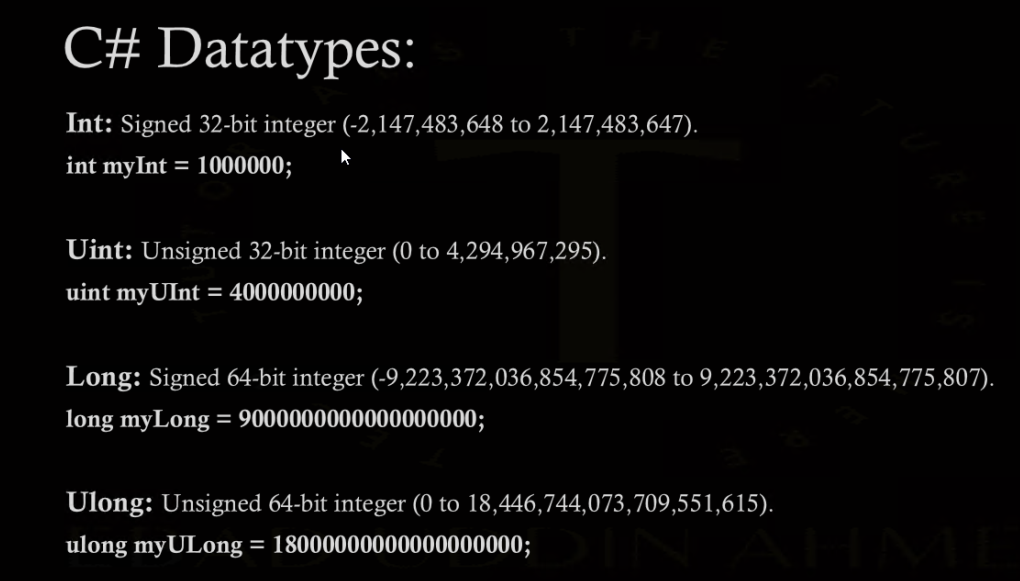 C# Datatypes:
Int: Signed 32-bit integer (-2,147,483,648 to 2,147,483,647).
int myInt = 1000000;
Uint: Unsigned 32-bit integer (0 to 4,294,967,295).
uint myUInt = 4000000000;
Long: Signed 64-bit integer (-9,223,372,036,854,775,808 to 9,223,372,036,854,775,807).
long myLong = 9000000000000000000;
Ulong: Unsigned 64-bit integer (0 to 18,446,744,073,709,551,615).
ulong myULong = 18000000000000000000;